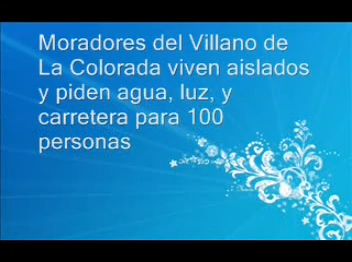 Moradores del Villano de
La Colorada viven aislados
y piden agua, luz, y
carretera para 100
personas